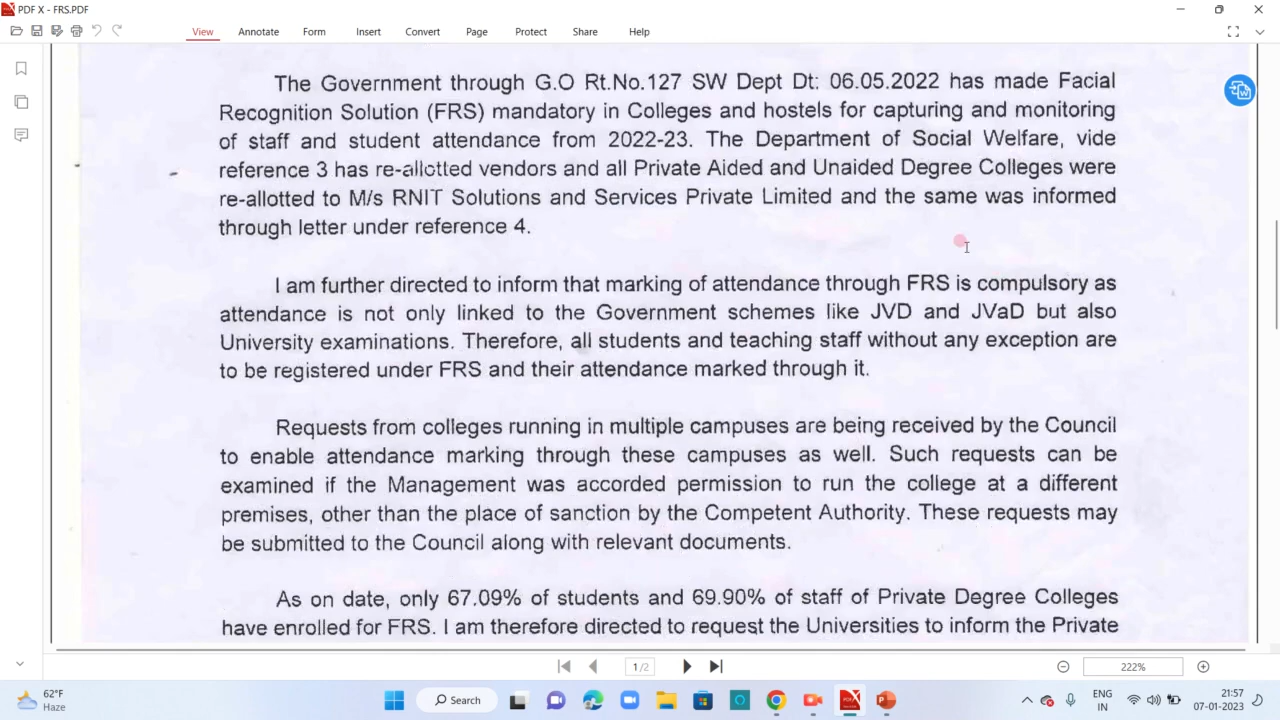 PDF X - FRS.PDF
View Annotate Form Insert Convert Page Protect Share Help
The Government through G.O Rt.No.127 SW Dept Dt: 06.05.2022 has made Facial
Recognition Solution (FRS) mandatory in Colleges and hostels for capturing and monitoring
of staff and student attendance from 2022-23. The Department of Social Welfare, vide
reference 3 has re-allotted vendors and all Private Aided and Unaided Degree Colleges were
re-allotted to M/s RNIT Solutions and Services Private Limited and the same was informed
through letter under reference 4.
I am further directed to inform that marking of attendance through FRS is compulsory as
attendance is not only linked to the Government schemes like JVD and JVaD but also
University examinations. Therefore, all students and teaching staff without any exception are
to be registered under FRS and their attendance marked through it.
Requests from colleges running in multiple campuses are being received by the Council
to enable attendance marking through these campuses as well. Such requests can be
examined if the Management was accorded permission to run the college at a different
premises, other than the place of sanction by the Competent Authority. These requests may
be submitted to the Council along with relevant documents.
As on date, only 67.09% of students and 69.90% of staff of Private Degree Colleges
have enrolled for FRS. I am therefore directed to request the Universities to inform the Private
1/2
222%
62°F
Haze
Search
ENG
IN
21:57
07-01-2023